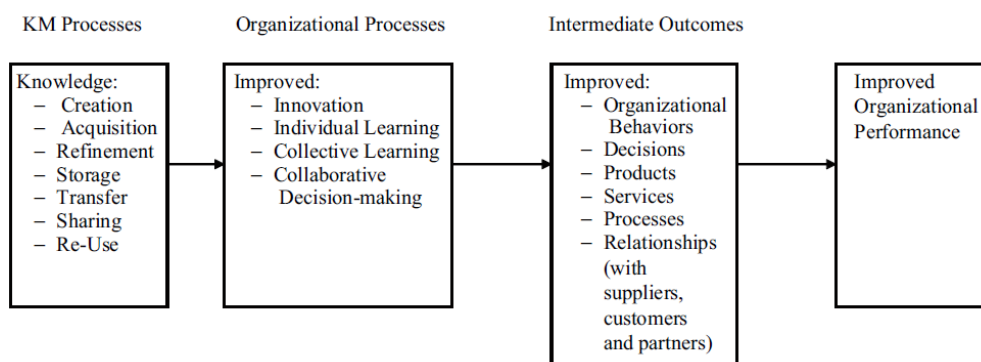 KM Processes
Organizational Processes
Intermediate Outcomes
Knowledge:
– Creation
– Acquisition
– Refinement
– Storage
– Transfer
– Sharing
– Re-Use
Improved:
– Innovation
– Individual Learning
– Collective Learning
– Collaborative
Decision-making
Improved:
– Organizational
Behaviors
– Decisions
– Products
– Services
– Processes
– Relationships
(with
suppliers,
customers
and partners)
Improved
Organizational
Performance